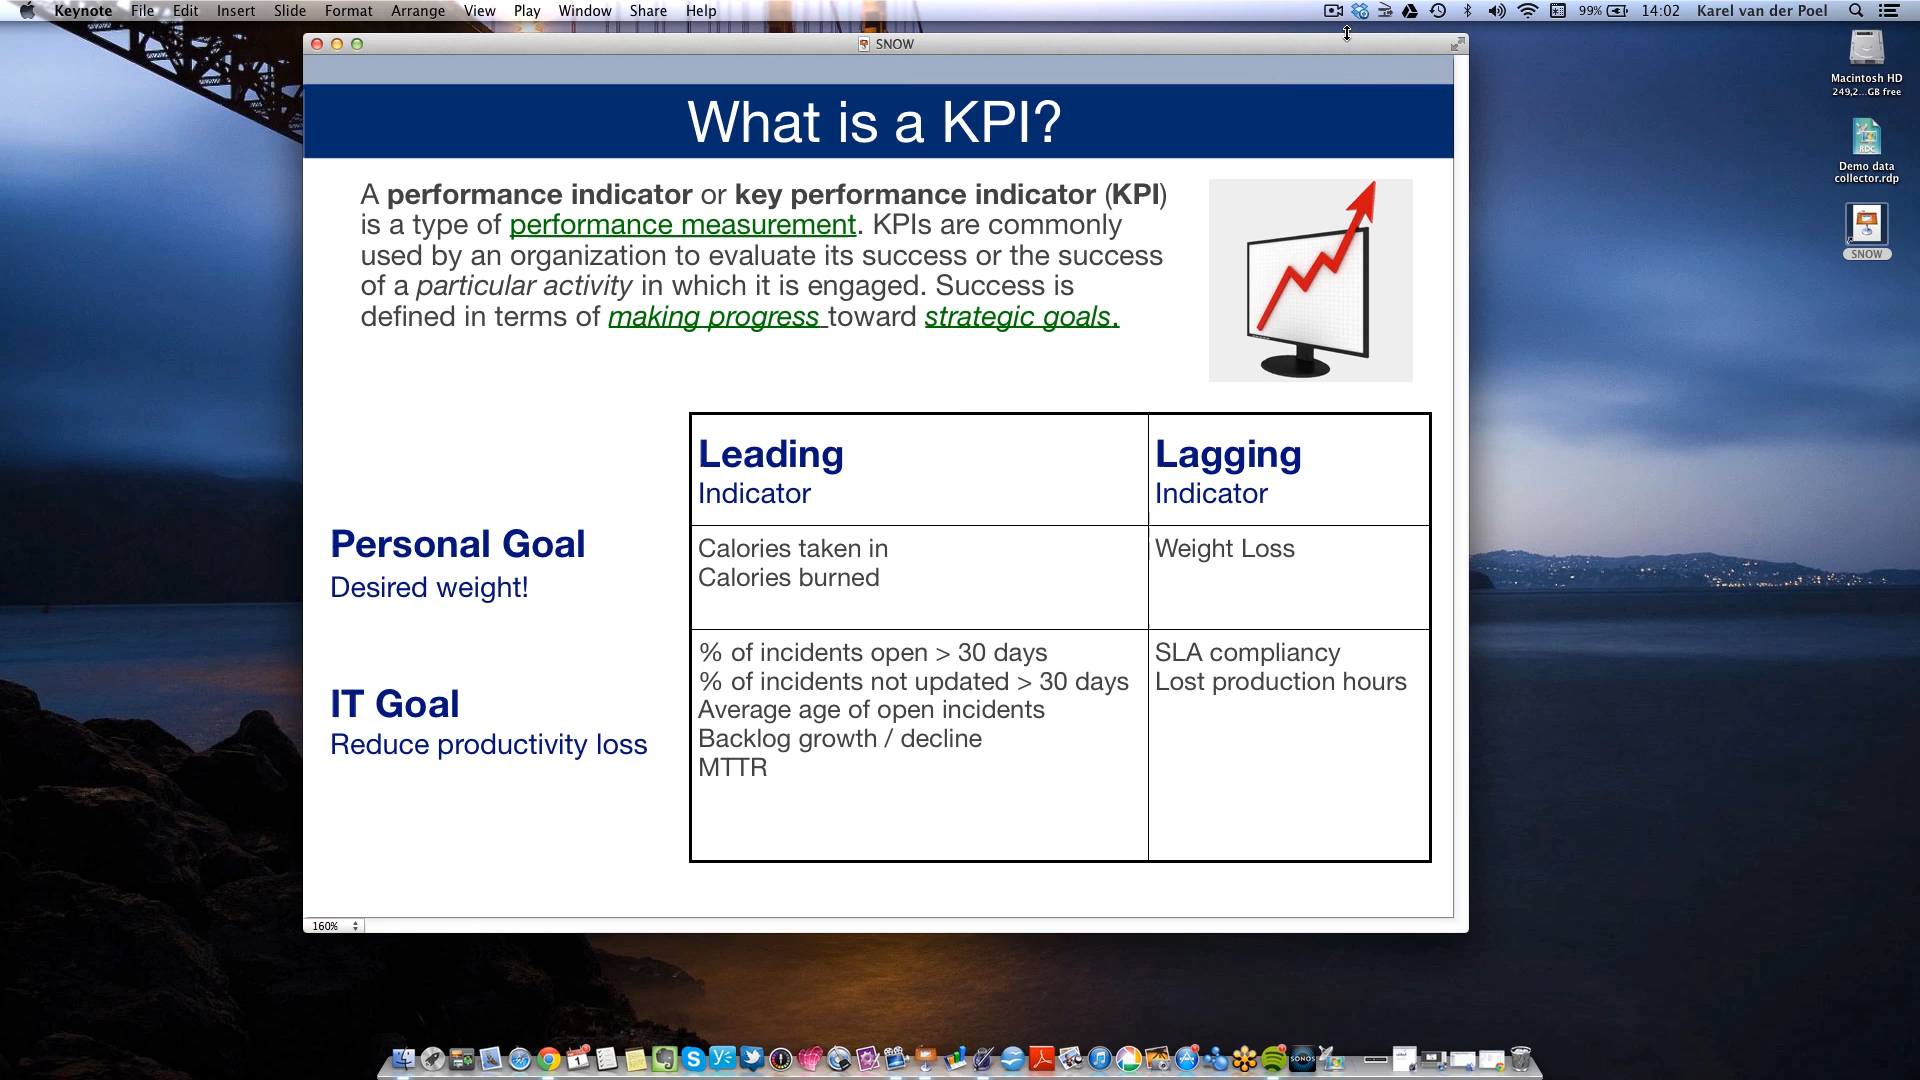 Keynote File Edit Insert Slide Format Arrange View Play Window Share Help 99% 14:02 Karel van der Poel
SNOW
What is a KPI?
A performance indicator or key performance indicator (KPI)
is a type of performance measurement. KPIs are commonly
used by an organization to evaluate its success or the success
of a particular activity in which it is engaged. Success is
defined in terms of making progress toward strategic goals.
Leading
Indicator
Lagging
Indicator
Personal Goal
Desired weight!
Calories taken in
Calories burned
Weight Loss
IT Goal
Reduce productivity loss
% of incidents open > 30 days
% of incidents not updated > 30 days
Average age of open incidents
Backlog growth / decline
MTTR
SLA compliancy
Lost production hours
160%
Macintosh HD
249,2...GB free
RDC
Demo data
collector.rdp
SNOW
SONOS